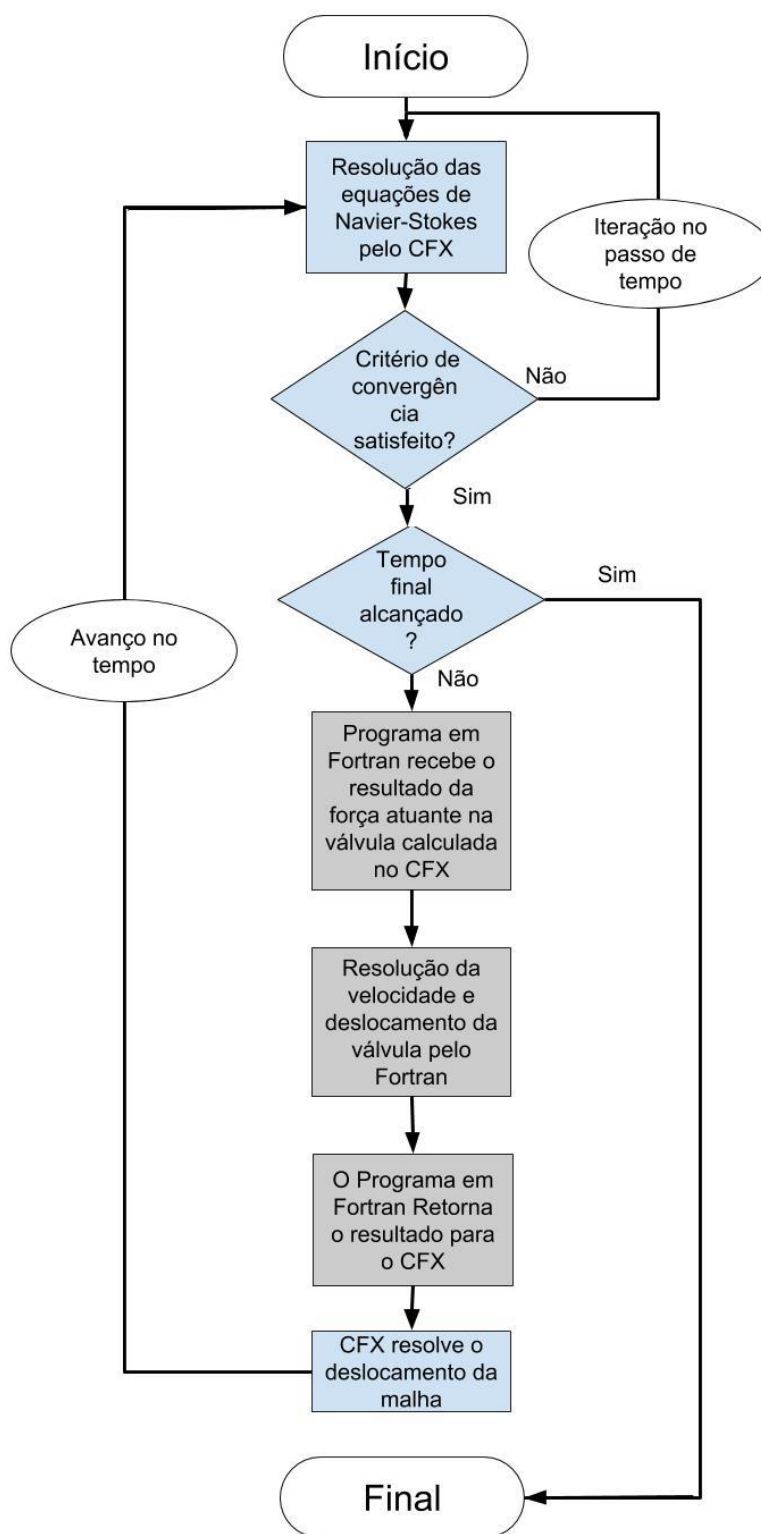 Início
Resolução das
equações de
Navier-Stokes
pelo CFX
Iteração no
passo de
tempo
Critério de
convergên
cia
satisfeito?
Não
Sim
Tempo
final
alcançado
?
Sim
Não
Avanço no
tempo
Programa em
Fortran recebe o
resultado da
força atuante na
válvula calculada
no CFX
Resolução da
velocidade e
deslocamento da
válvula pelo
Fortran
O Programa em
Fortran Retorna
o resultado para
o CFX
CFX resolve o
deslocamento da
malha
Final